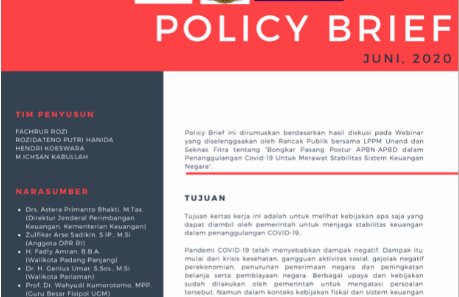 POLICY BRIEF
JUNI, 2020
TIM PENYUSUN
FACHRUR ROZI
ROZIDATENO PUTRI HANIDA
HENDRI KOESWARA
M.ICHSAN KABULLAH
NARASUMBER
Drs. Astera Primanto Bhakti, M.Tax.
(Direktur Jenderal Perimbangan
Keuangan, Kementerian Keuangan)
Zulfikar Arse Sadikin, S.IP., M.Si
(Anggota DPR RI)
H. Fadly Amran, B.B.A.
(Walikota Padang Panjang)
Dr. H. Genius Umar, S.Sos., M.Si
(Walikota Pariaman)
Prof. Dr. Wahyudi Kumorotomo, MPP.
(Guru Besar Fisipol UGM)
Policy Brief ini dirumuskan berdasarkan hasil diskusi pada Webinar
yang diselenggarakan oleh Rancak Publik bersama LPPM Unand dan
Seknas Fitra tentang "Bongkar Pasang Postur APBN-APBD dalam
Penanggulangan Covid-19 Untuk Merawat Stabilitas Sistem Keuangan
Negara".
TUJUAN
Tujuan kertas kerja ini adalah untuk melihat kebijakan apa saja yang
dapat diambil oleh pemerintah untuk menjaga stabilitas keuangan
dalam penanggulangan COVID-19.
Pandemi COVID-19 telah menyebabkan dampak negatif. Dampak itu
mulai dari krisis kesehatan, gangguan aktivitas sosial, gejolak negatif
perekonomian, penurunan penerimaan negara dan peningkatan
belanja serta pembiayaan negara. Berbagai upaya dan kebijakan
sudah dilakukan oleh pemerintah untuk mengatasi persoalan
tersebut. Namun dalam konteks kebijakan fiskal dan sistem keuangan